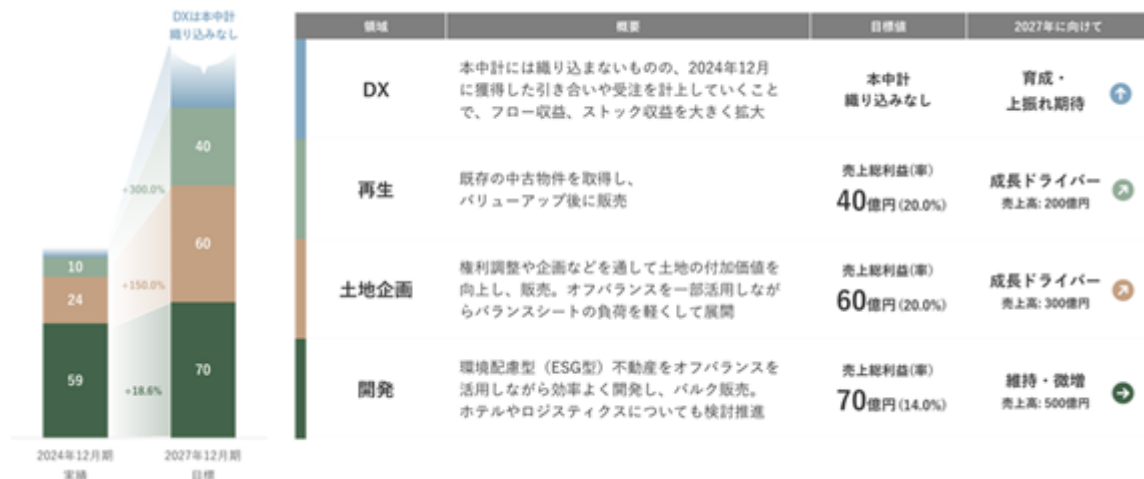 DXは本中計
織り込みなし
40
+300.0%
60
10
+150.0%
24
59
70
+18.6%
2024年12月期
実績
2027年12月期
目標
領域
概要
目標値
2027年に向けて
DX
本中計には織り込まないものの、2024年12月
に獲得した引き合いや受注を計上していくこと
で、フロー収益、ストック収益を大きく拡大
本中計
織り込みなし
育成・
上振れ期待
再生
既存の中古物件を取得し、
バリューアップ後に販売
売上総利益(率)
40億円(20.0%)
成長ドライバー
売上高: 200億円
土地企画
権利調整や企画などを通して土地の付加価値を
向上し、販売。オフバランスを一部活用しなが
らバランスシートの負荷を軽くして展開
売上総利益(率)
60億円(20.0%)
成長ドライバー
売上高: 300億円
開発
環境配慮型（ESG型）不動産をオフバランスを
活用しながら効率よく開発し、バルク販売。
ホテルやロジスティクスについても検討推進
売上総利益(率)
70億円(14.0%)
維持・微増
売上高: 500億円